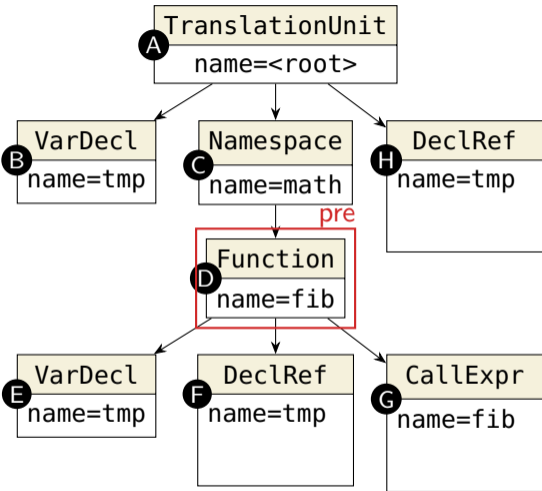 TranslationUnit
A
name=<root>
VarDecl
B
name=tmp
Namespace
C
name=math
DeclRef
H
name=tmp
pre
Function
D
name=fib
VarDecl
E
name=tmp
DeclRef
F
name=tmp
CallExpr
G
name=fib